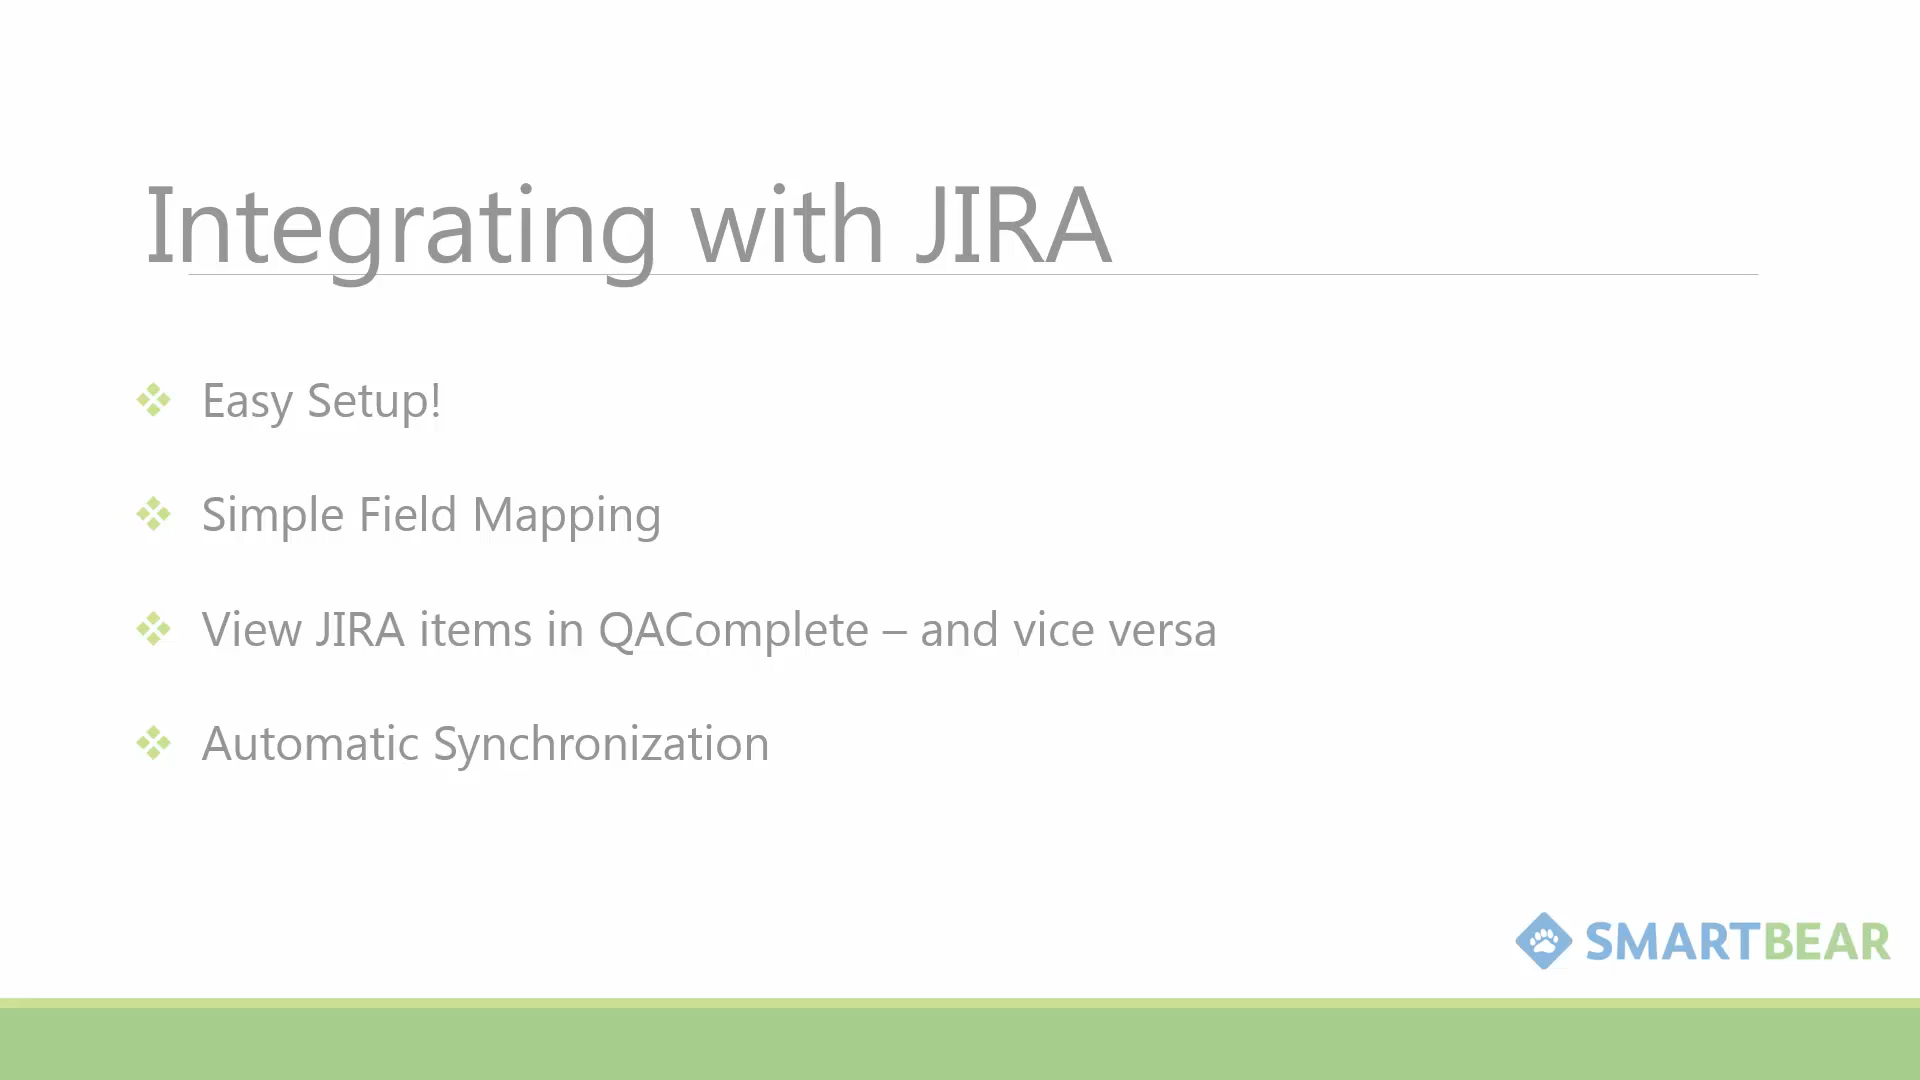 Integrating with JIRA
Easy Setup!
Simple Field Mapping
View JIRA items in QAComplete – and vice versa
Automatic Synchronization
SMARTBEAR